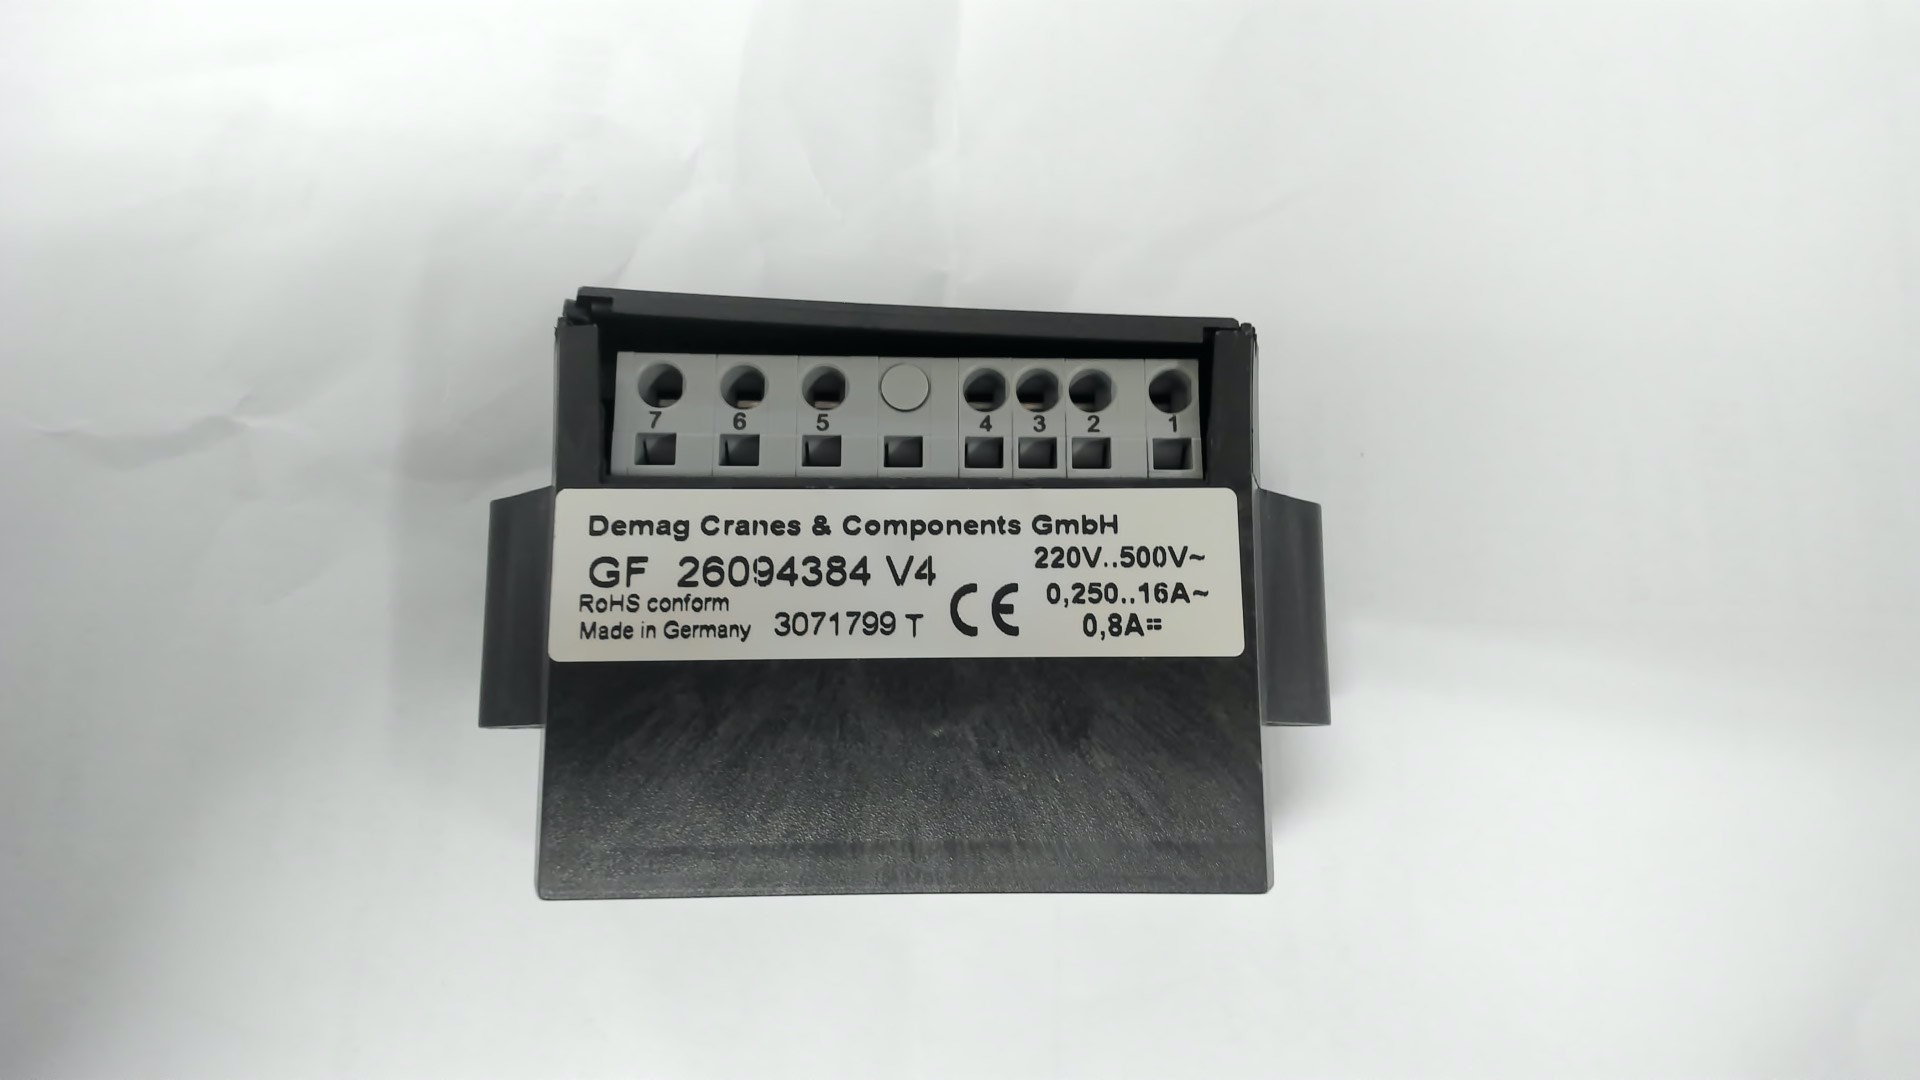 7 6 5 4 3 2 1
Demag Cranes & Components GmbH
GF 26094384 V4
220V..500V~
RoHS conform
CE
0,250..16A~
Made in Germany 3071799 T
0,8A⎓